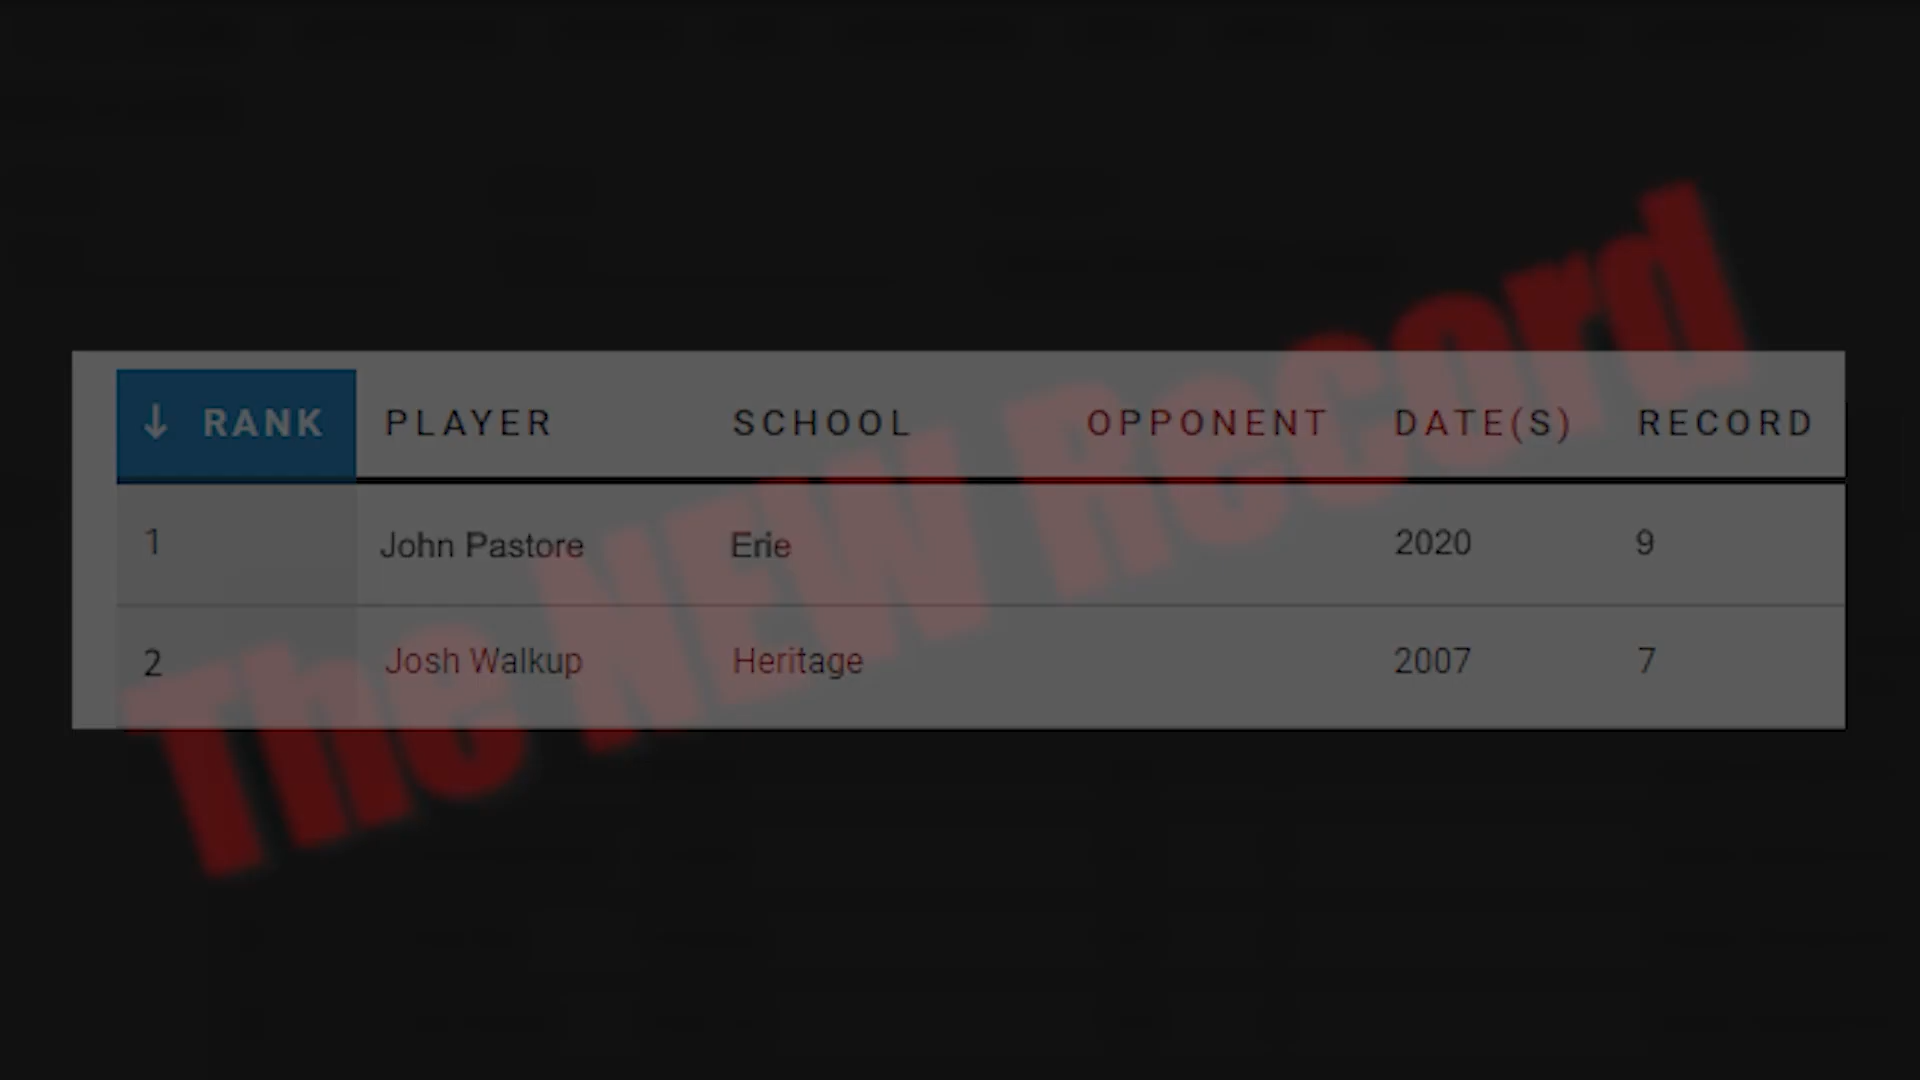 ↓ RANK PLAYER SCHOOL OPPONENT DATE(S) RECORD
1 John Pastore Erie 2020 9
2 Josh Walkup Heritage 2007 7
The NEW Record